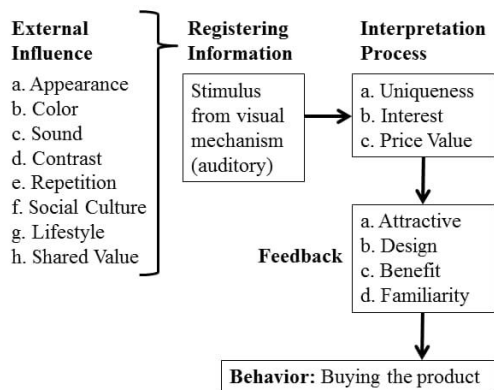 External
Influence
a. Appearance
b. Color
c. Sound
d. Contrast
e. Repetition
f. Social Culture
g. Lifestyle
h. Shared Value
Registering
Information
Stimulus
from visual
mechanism
(auditory)
Interpretation
Process
a. Uniqueness
b. Interest
c. Price Value
Feedback
a. Attractive
b. Design
c. Benefit
d. Familiarity
Behavior: Buying the product